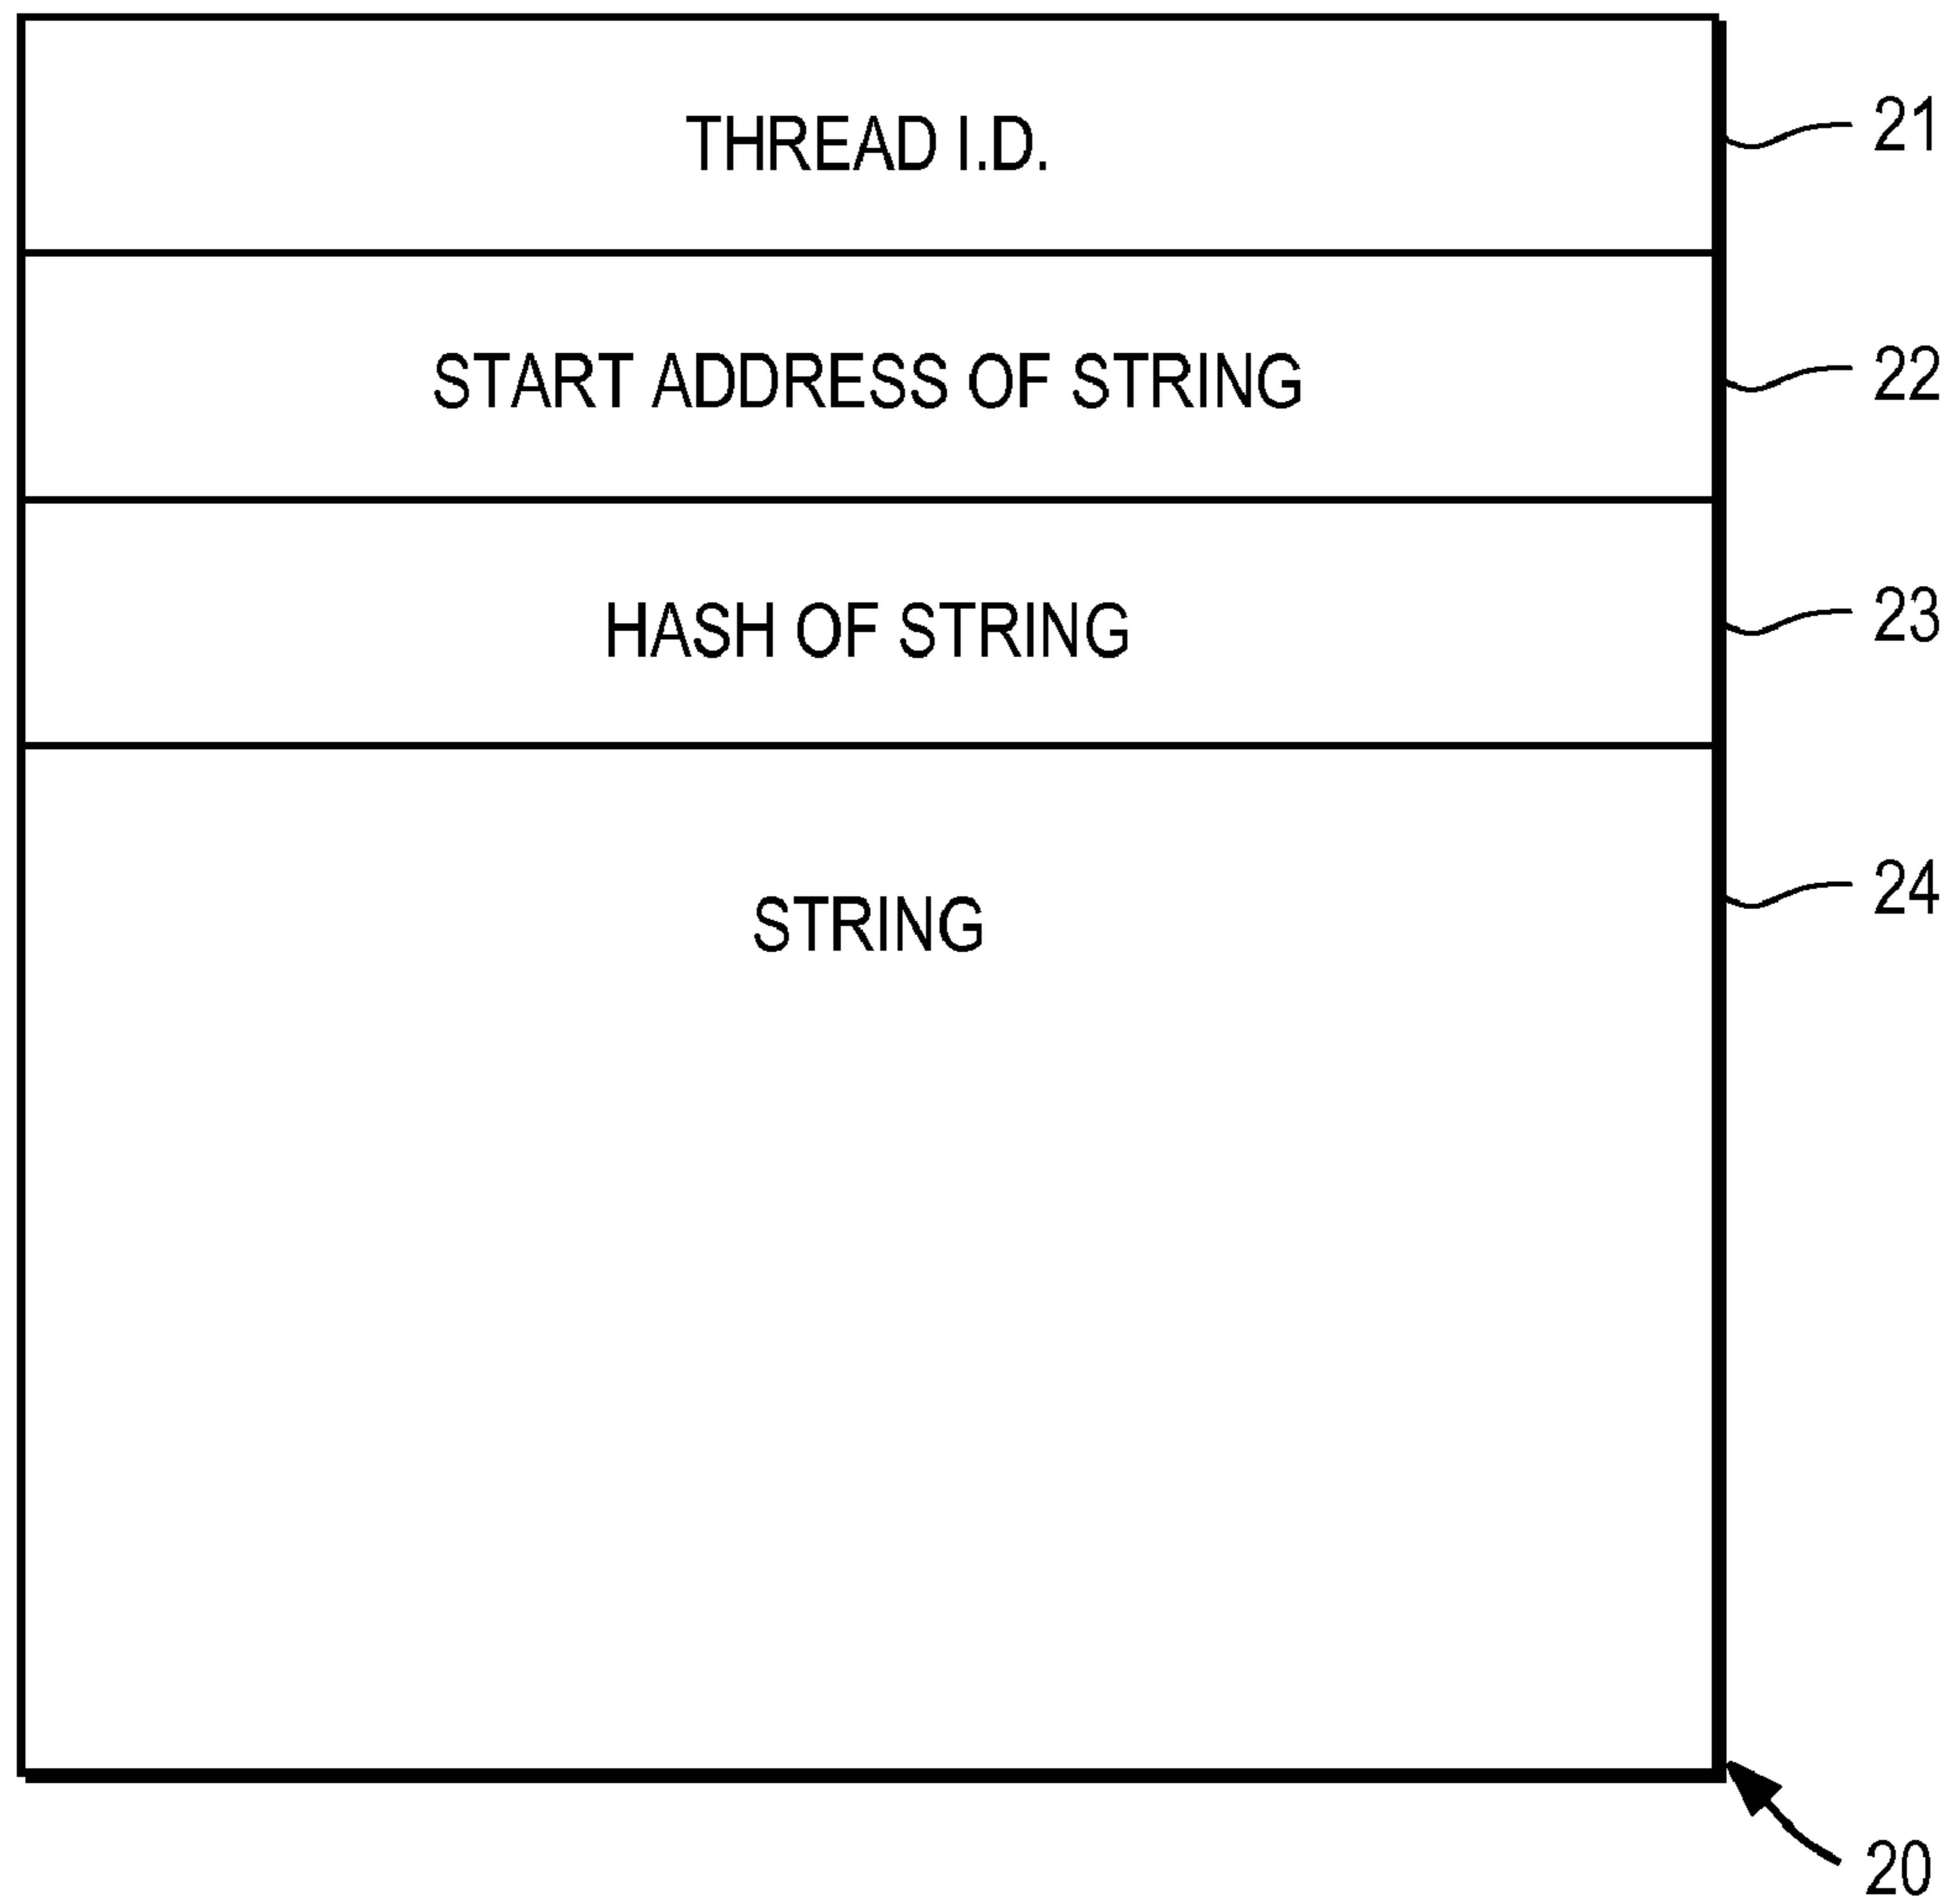 THREAD I.D.
21
START ADDRESS OF STRING
22
HASH OF STRING
23
STRING
24
20